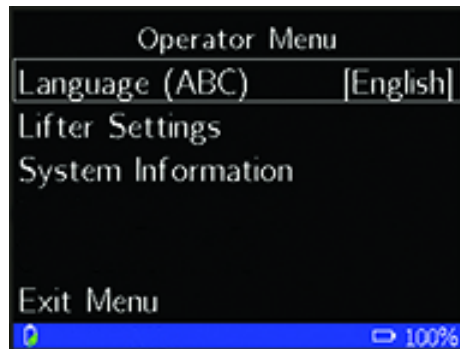 Operator Menu
Language (ABC) [English]
Lifter Settings
System Information
Exit Menu
100%